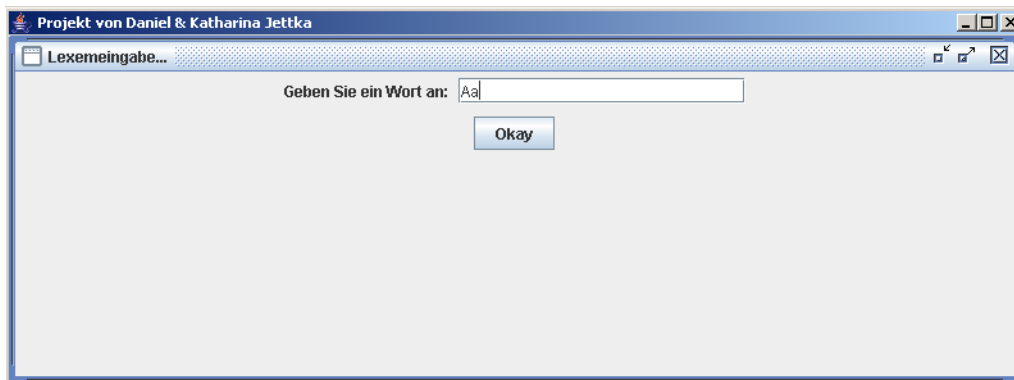 Projekt von Daniel & Katharina Jettka
Lexemeingabe...
Geben Sie ein Wort an: Aa
Okay